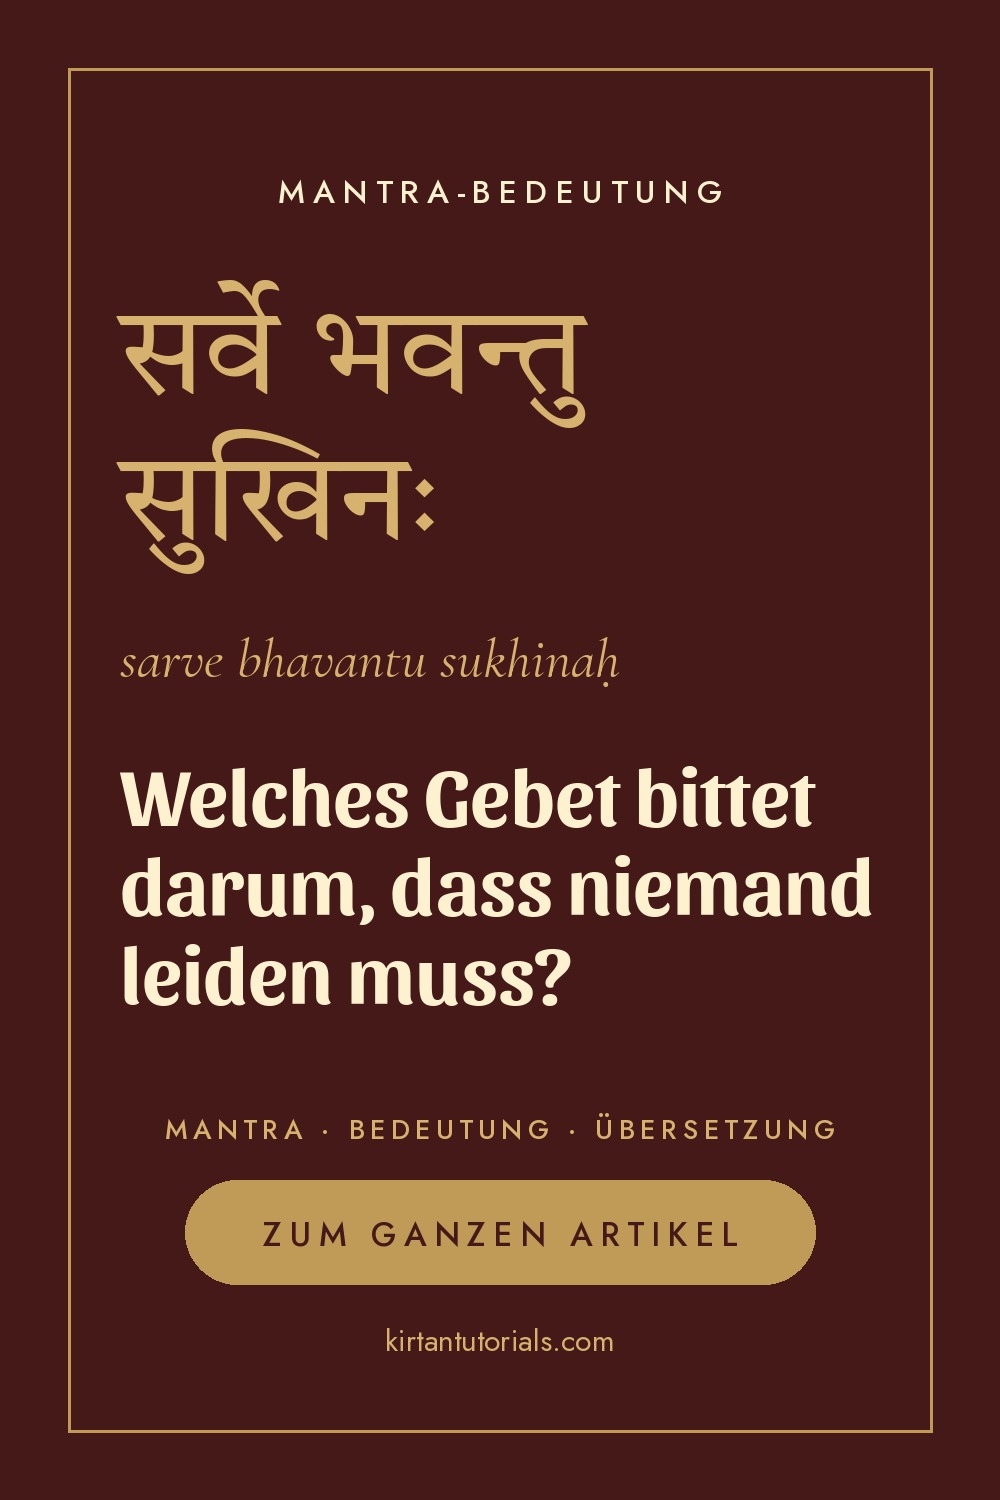 MANTRA-BEDEUTUNG
सर्वे भवन्तु
सुखिनः
sarve bhavantu sukhinaḥ
Welches Gebet bittet
darum, dass niemand
leiden muss?
MANTRA · BEDEUTUNG · ÜBERSETZUNG
ZUM GANZEN ARTIKEL
kirtantutorials.com